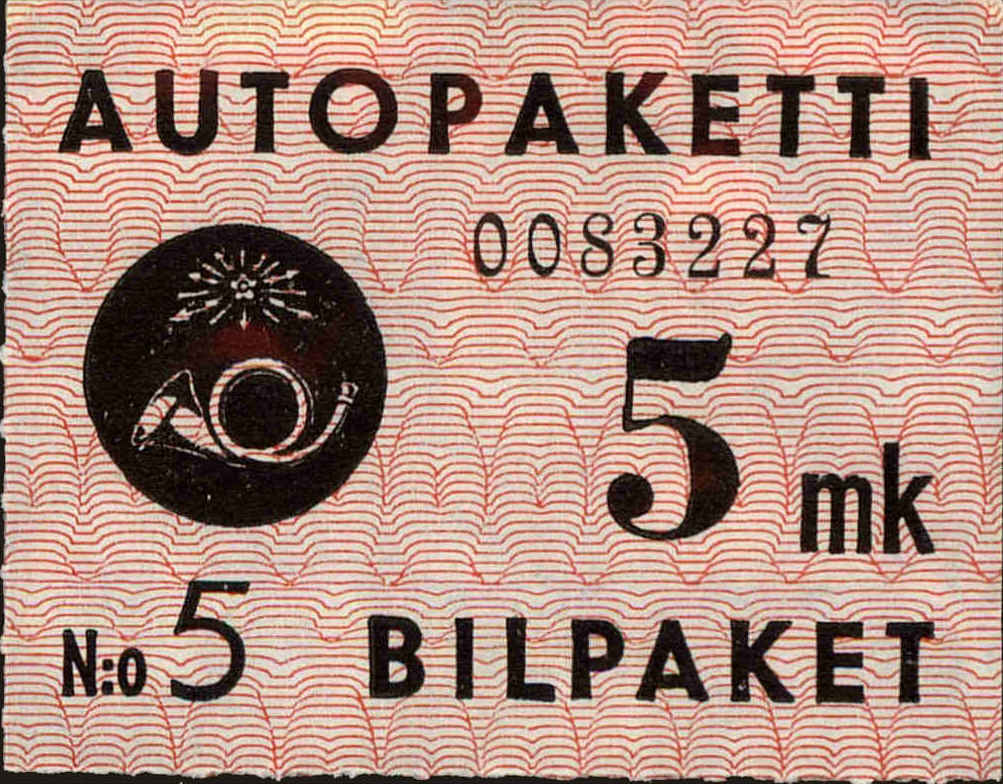 AUTOPAKETTI
0083227
5 mk
N:o 5 BILPAKET